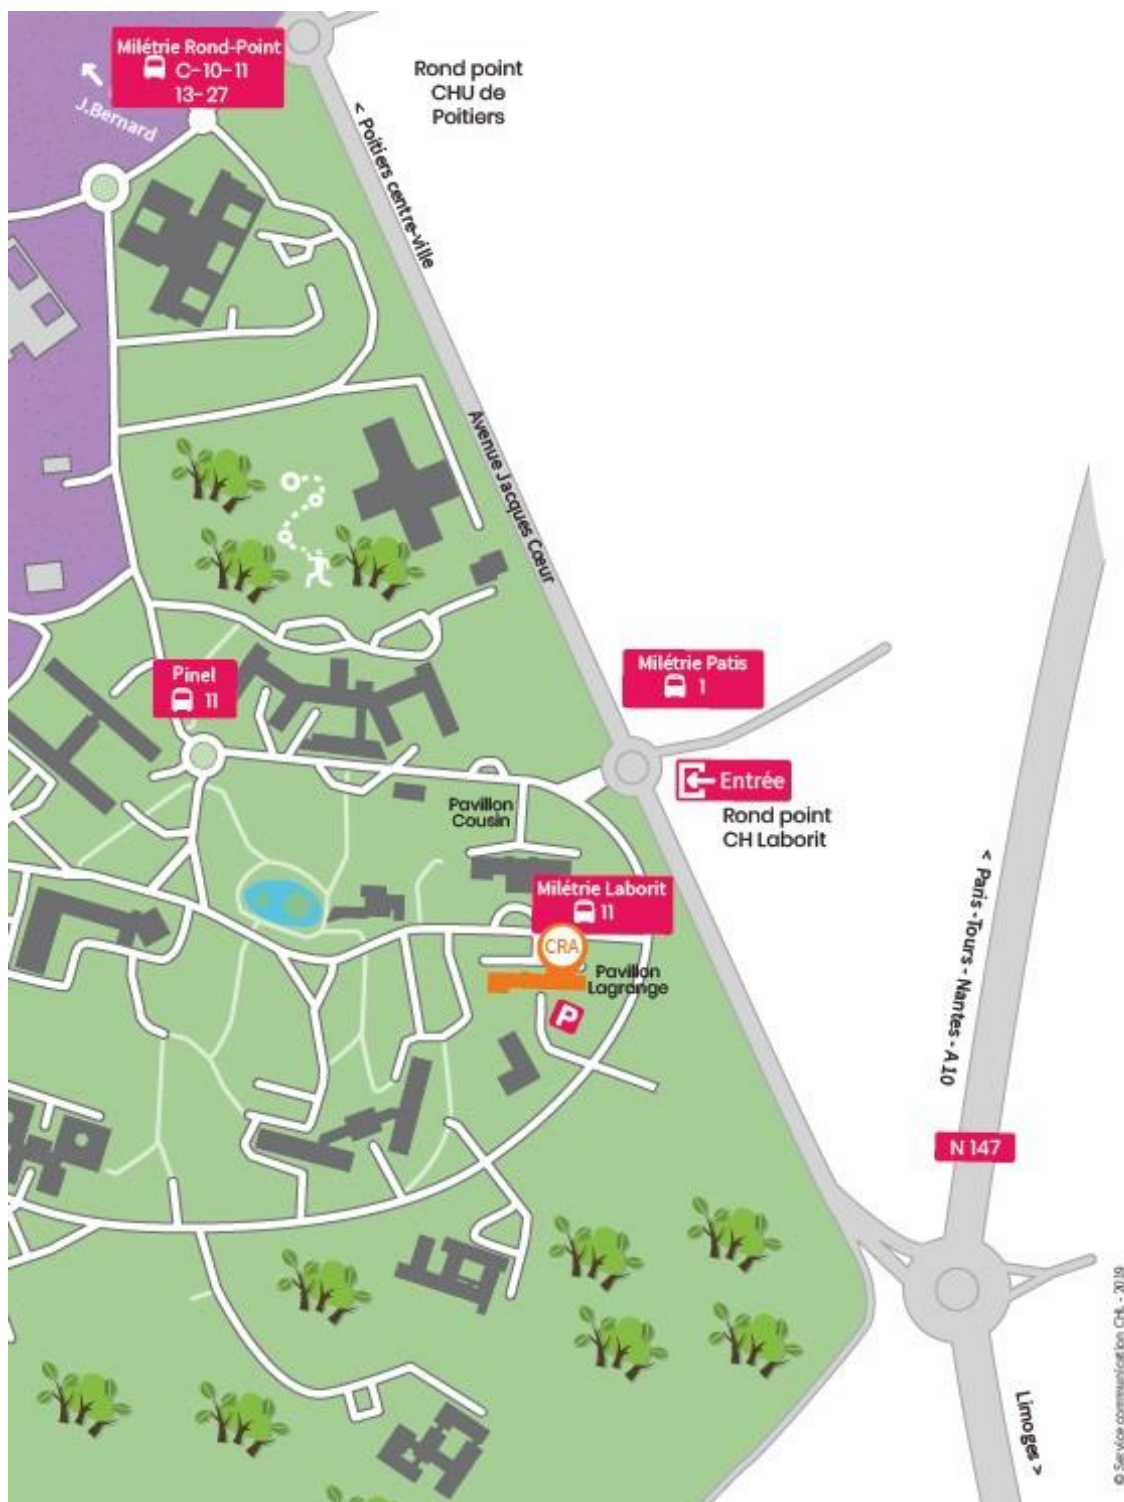 Milétrie Rond-Point
C-10-11
13-27
J.Bernard
Rond point
CHU de
Poitiers
< Poitiers centre-ville
Avenue Jacques Cœur
Milétrie Patis
1
Pinel
11
Entrée
Rond point
CH Laborit
Pavillon
Cousin
Milétrie Laborit
11
CRA
Pavillon
Lagrange
P
< Paris - Tours - Nantes - A10
N 147
Limoges >
© Service communication CHL - 2019